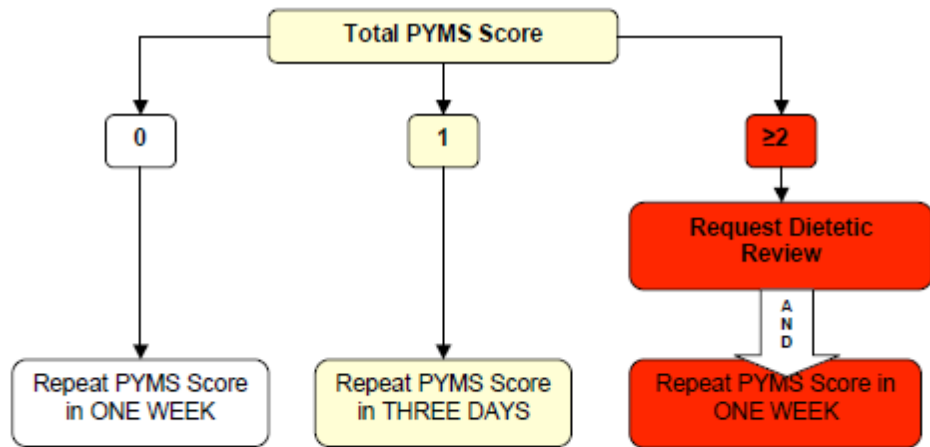 Total PYMS Score
0
1
≥2
Request Dietetic
Review
A
N
D
Repeat PYMS Score
in ONE WEEK
Repeat PYMS Score
in THREE DAYS
Repeat PYMS Score in
ONE WEEK